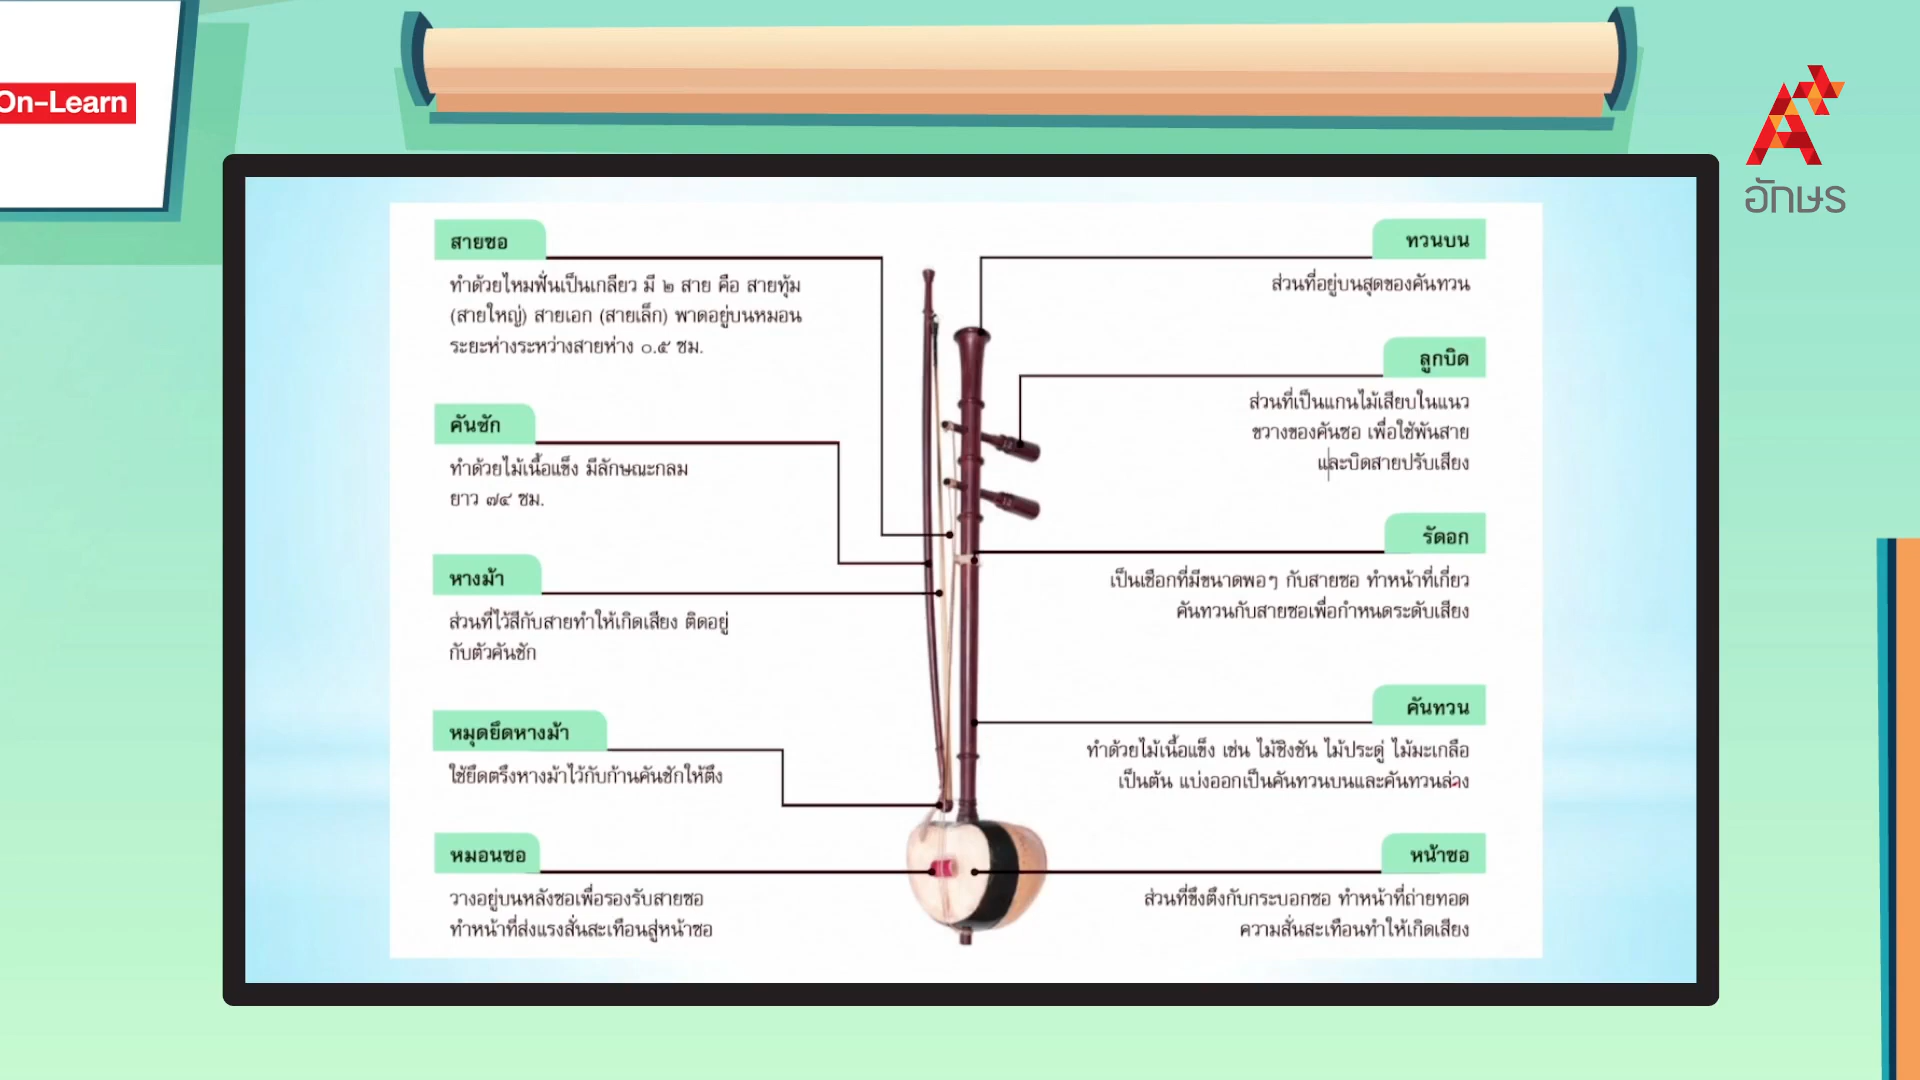 On-Learn
อักษร
สายซอ
ทำด้วยไหมฟั่นเป็นเกลียว มี ๒ สาย คือ สายทุ้ม
(สายใหญ่) สายเอก (สายเล็ก) พาดอยู่บนหมอน
ระยะห่างระหว่างสายห่าง ๐.๕ ซม.
คันชัก
ทำด้วยไม้เนื้อแข็ง มีลักษณะกลม
ยาว ๗๔ ซม.
หางม้า
ส่วนที่ไว้สีกับสายทำให้เกิดเสียง ติดอยู่
กับตัวคันชัก
หมุดยึดหางม้า
ใช้ยึดตรึงหางม้าไว้กับก้านคันชักให้ตึง
หมอนซอ
วางอยู่บนหลังซอเพื่อรองรับสายซอ
ทำหน้าที่ส่งแรงสั่นสะเทือนสู่หน้าซอ
ทวนบน
ส่วนที่อยู่บนสุดของคันทวน
ลูกบิด
ส่วนที่เป็นแกนไม้เสียบในแนว
ขวางของคันซอ เพื่อใช้พันสาย
และบิดสายปรับเสียง
รัดอก
เป็นเชือกที่มีขนาดพอๆ กับสายซอ ทำหน้าที่เกี่ยว
คันทวนกับสายซอเพื่อกำหนดระดับเสียง
คันทวน
ทำด้วยไม้เนื้อแข็ง เช่น ไม้ชิงชัน ไม้ประดู่ ไม้มะเกลือ
เป็นต้น แบ่งออกเป็นคันทวนบนและคันทวนล่าง
หน้าซอ
ส่วนที่ขึงตึงกับกระบอกซอ ทำหน้าที่ถ่ายทอด
ความสั่นสะเทือนทำให้เกิดเสียง